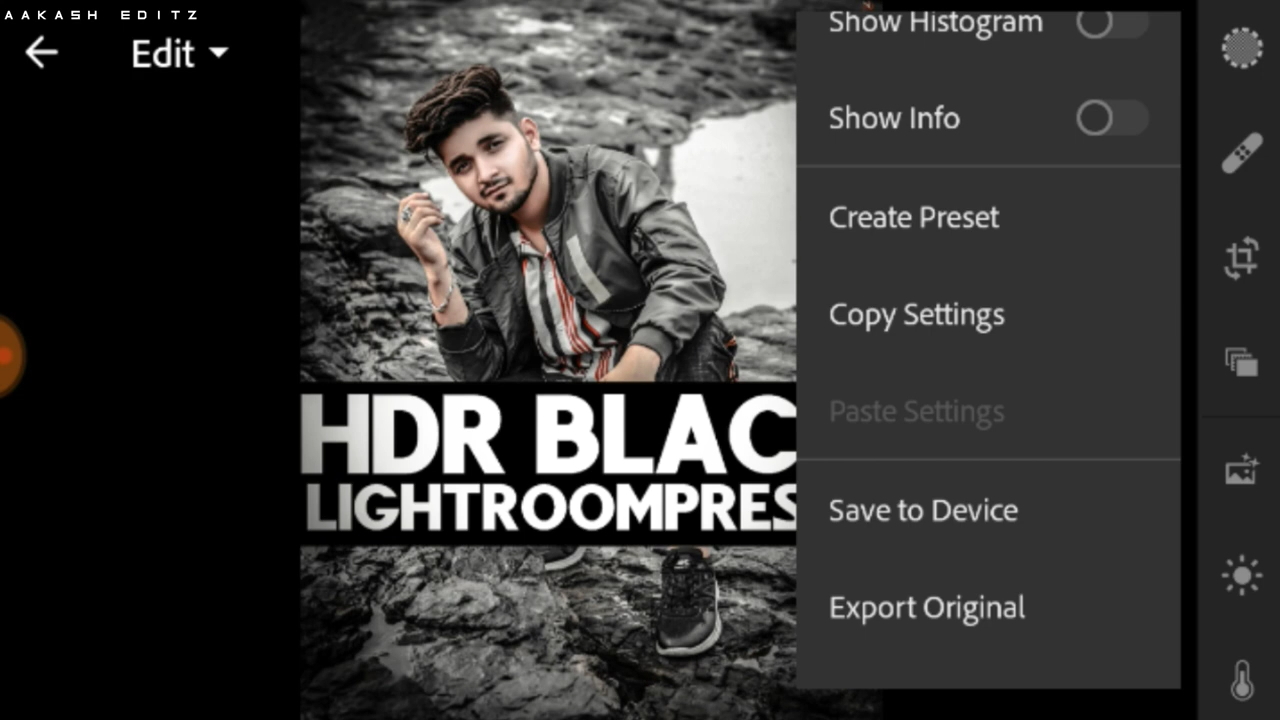 AAKASH EDITZ
Edit
Show Histogram
Show Info
Create Preset
Copy Settings
Paste Settings
Save to Device
Export Original
HDR BLAC
LIGHTROOMPRES